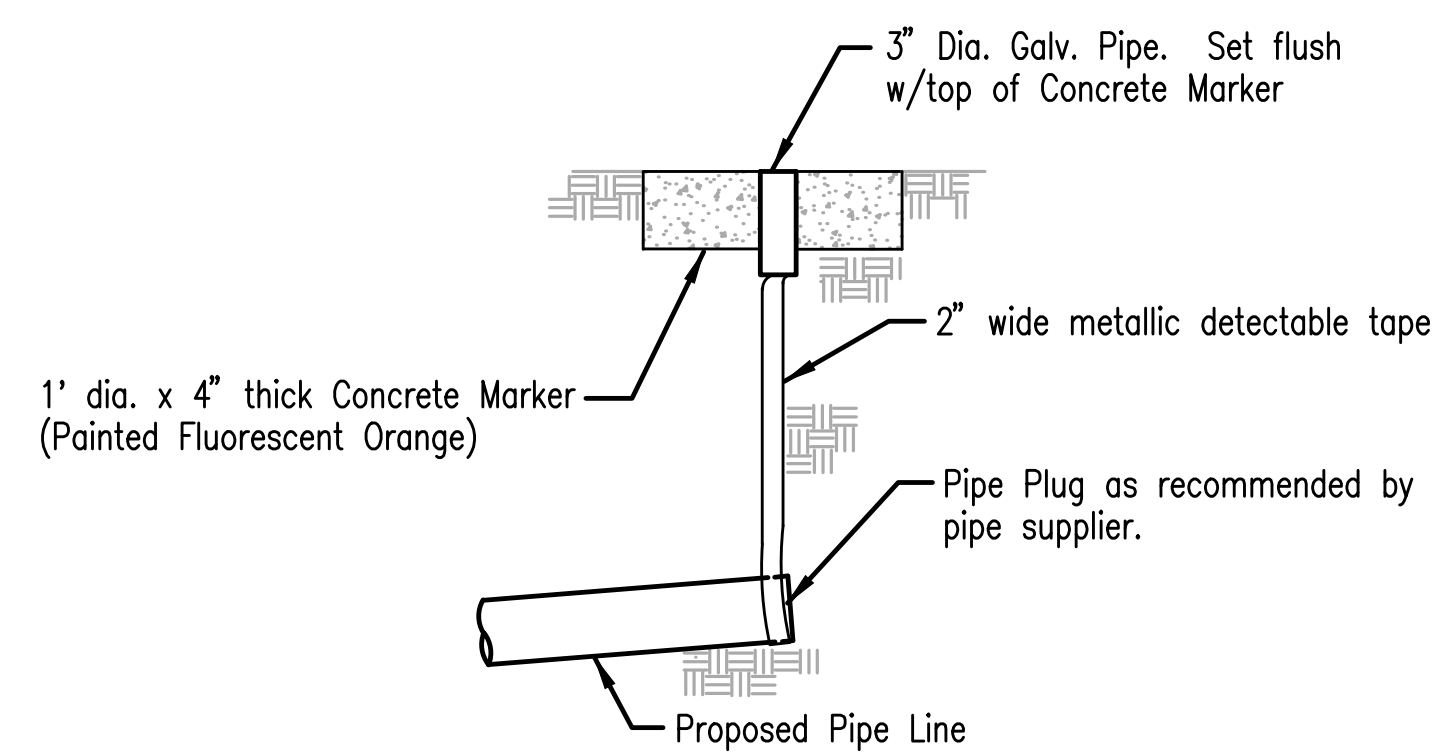 3" Dia. Galv. Pipe. Set flush
w/top of Concrete Marker
2" wide metallic detectable tape
1' dia. x 4" thick Concrete Marker
(Painted Fluorescent Orange)
Pipe Plug as recommended by
pipe supplier.
Proposed Pipe Line